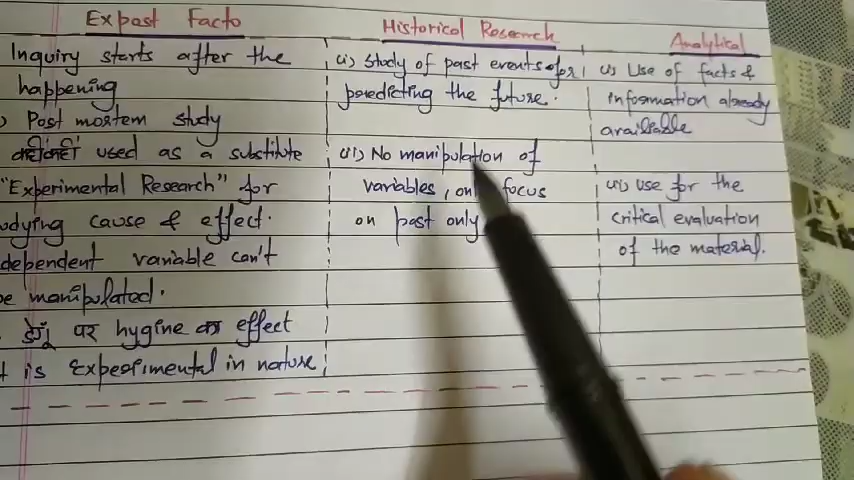 Expost Facto
Inquiry starts after the
happening
) Post mortem study
कहीं-कहीं used as a substitute
"Experimental Research" for
udying cause & effect.
dependent variable can't
be manipulated.
पर hygine का effect
t is Experimental in nature
Historical Research
(i) Study of past events for
predicting the future.
(ii) No manipulation of
variables, only focus
on past only
Analytical
(i) Use of facts &
information already
available
(ii) use for the
critical evaluation
of the material.